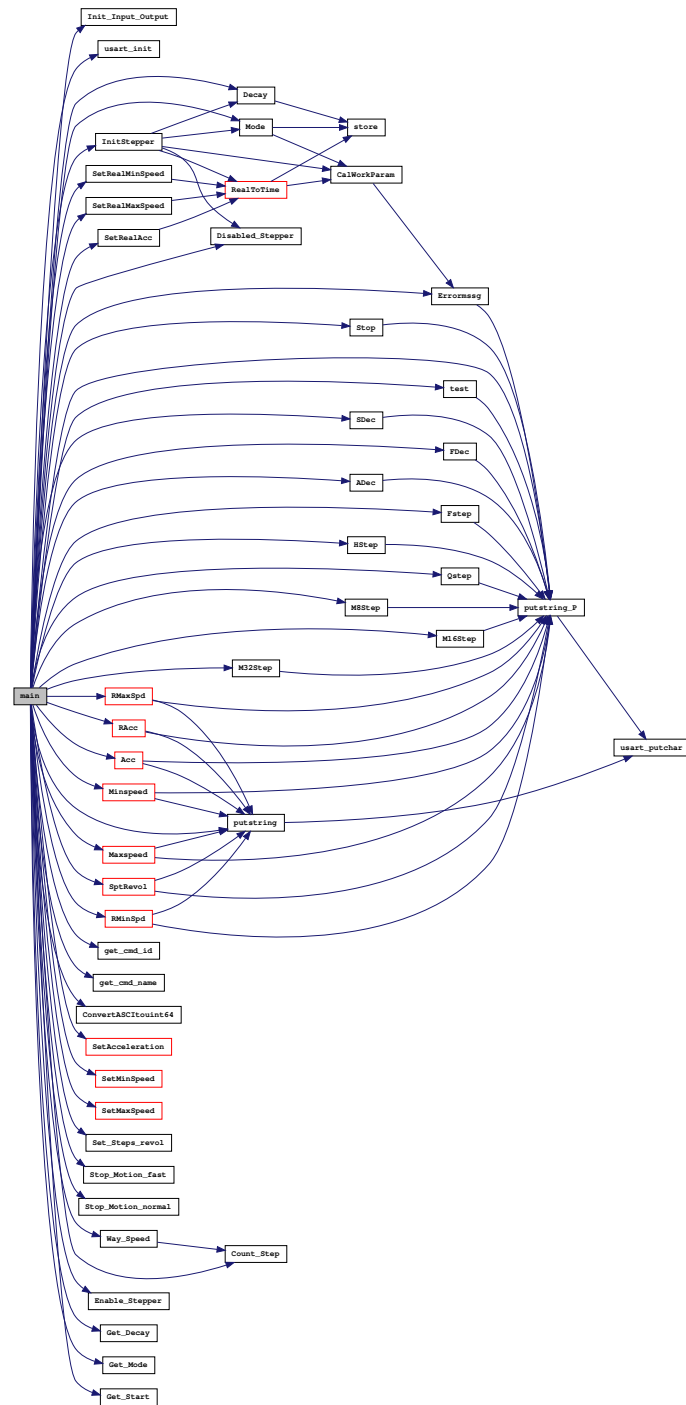 Init_Input_Output
usart_init
Decay
Mode
store
InitStepper
SetRealMinSpeed
CalWorkParam
RealToTime
SetRealMaxSpeed
SetRealAcc
Disabled_Stepper
Errormssg
Stop
test
SDec
FDec
ADec
Fstep
HStep
Qstep
M8Step
putstring_P
M16Step
M32Step
main
RMaxSpd
RAcc
usart_putchar
Acc
Minspeed
putstring
Maxspeed
SptRevol
RMinSpd
get_cmd_id
get_cmd_name
ConvertASCItouint64
SetAcceleration
SetMinSpeed
SetMaxSpeed
Set_Steps_revol
Stop_Motion_fast
Stop_Motion_normal
Way_Speed
Count_Step
Enable_Stepper
Get_Decay
Get_Mode
Get_Start